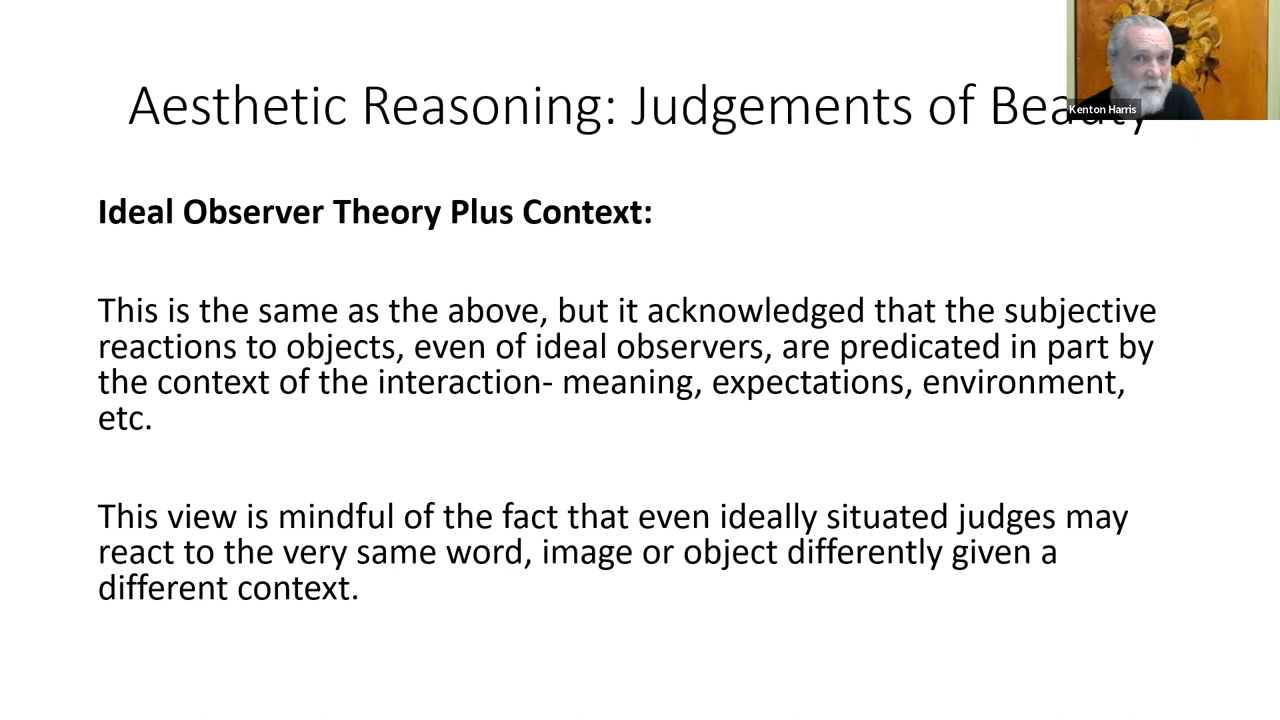 Aesthetic Reasoning: Judgements of Beauty
Kenton Harris
Ideal Observer Theory Plus Context:
This is the same as the above, but it acknowledged that the subjective
reactions to objects, even of ideal observers, are predicated in part by
the context of the interaction- meaning, expectations, environment,
etc.
This view is mindful of the fact that even ideally situated judges may
react to the very same word, image or object differently given a
different context.